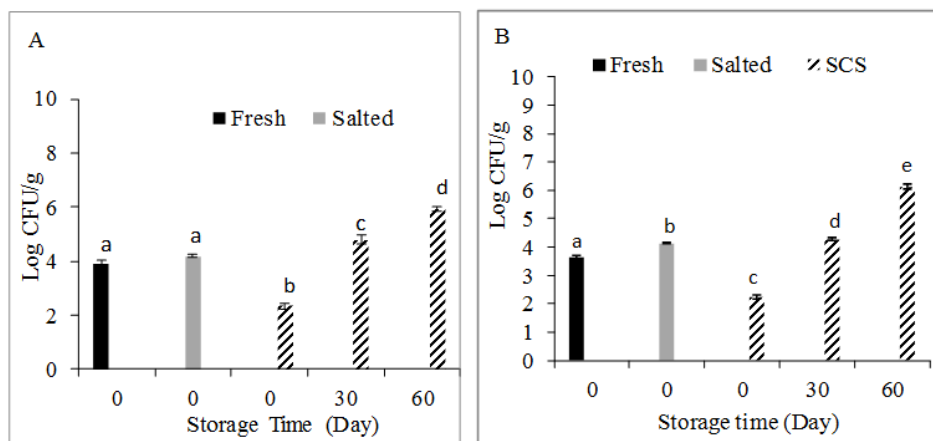 A
Log CFU/g
10
8
6
4
2
0
Fresh Salted
a a b c d
0 0 0 30 60
Storage Time (Day)
B
Fresh Salted SCS
Log CFU/g
10
9
8
7
6
5
4
3
2
1
0
a b c d e
0 0 0 30 60
Storage time (Day)